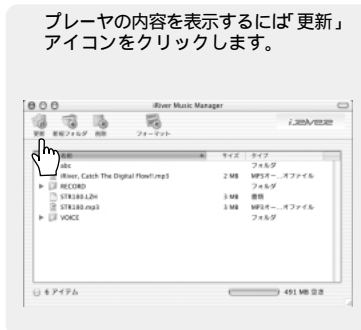 プレーヤの内容を表示するには「更新」
アイコンをクリックします。
iRiver Music Manager
更新 新規フォルダ 削除 フォーマット
iRiver
名前 サイズ タイプ
abc フォルダ
iRiver, Catch The Digital Flow!!.mp3 2 MB MP3オー...オファイル
RECORD フォルダ
STR180.LZH 3 MB 書類
STR180.mp3 3 MB MP3オー...オファイル
VOICE フォルダ
6 アイテム 491 MB 空き